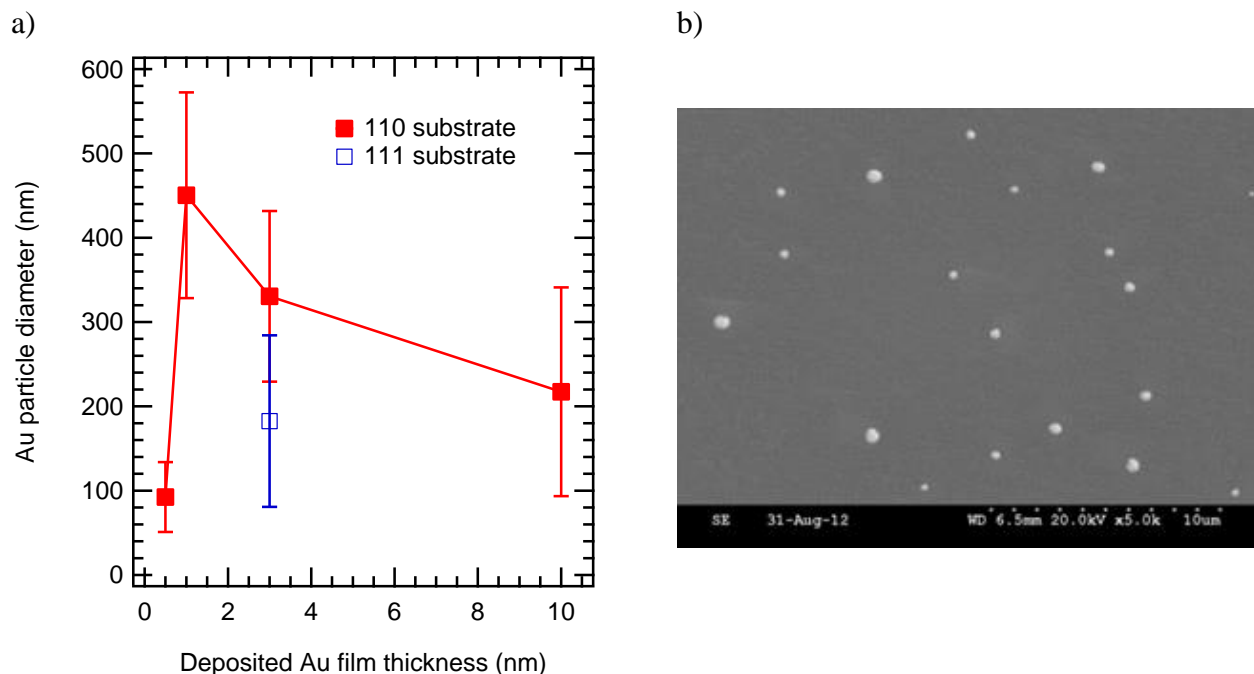 a)
b)
600
500
400
300
200
100
0
0 2 4 6 8 10
Au particle diameter (nm)
Deposited Au film thickness (nm)
110 substrate
111 substrate
SE 31-Aug-12 WD 6.5mm 20.0kV x5.0k 10um